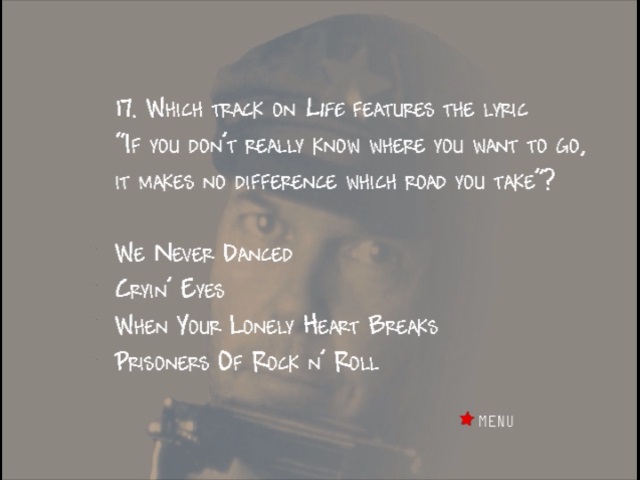 17. Which track on Life features the lyric
"If you don't really know where you want to go,
it makes no difference which road you take"?
We Never Danced
Cryin' Eyes
When Your Lonely Heart Breaks
Prisoners Of Rock n' Roll
MENU